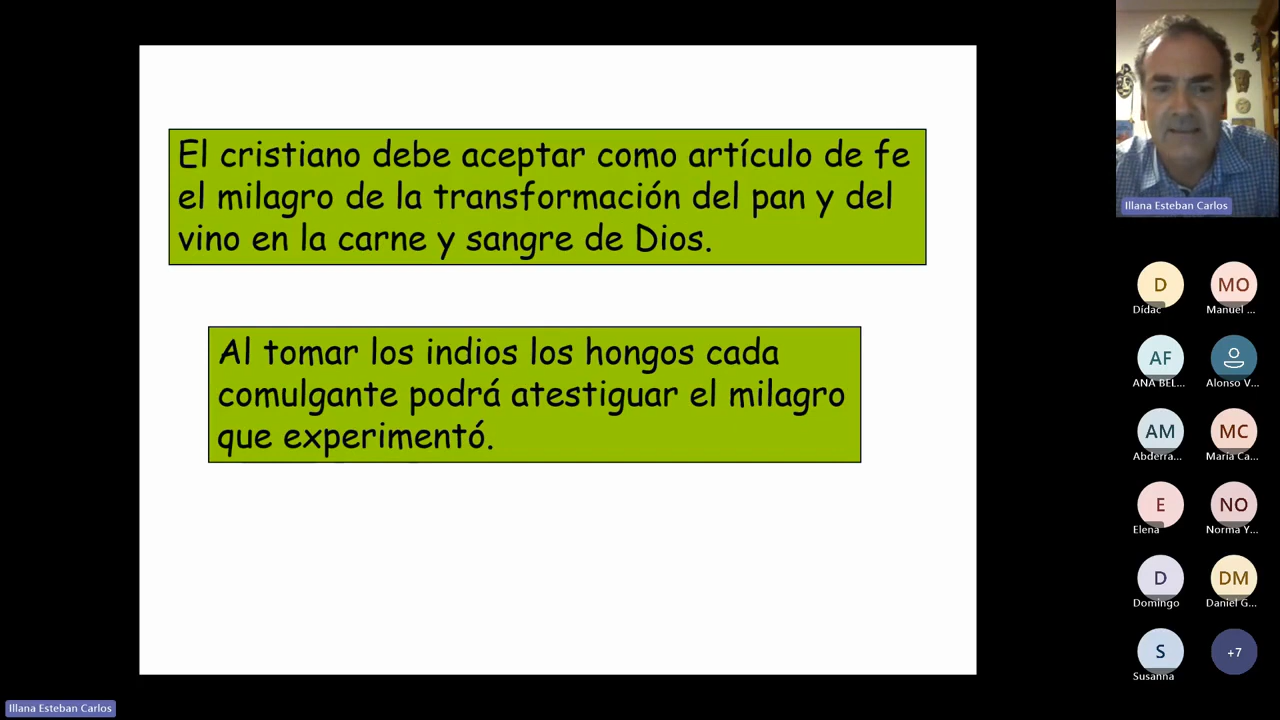 El cristiano debe aceptar como artículo de fe
el milagro de la transformación del pan y del
vino en la carne y sangre de Dios.
Al tomar los indios los hongos cada
comulgante podrá atestiguar el milagro
que experimentó.
Illana Esteban Carlos
D
Dídac
MO
Manuel ...
AF
ANA BEL...
Alonso V...
AM
Abderra...
MC
María Ca...
E
Elena
NO
Norma Y...
D
Domingo
DM
Daniel G...
S
Susanna
+7
Illana Esteban Carlos